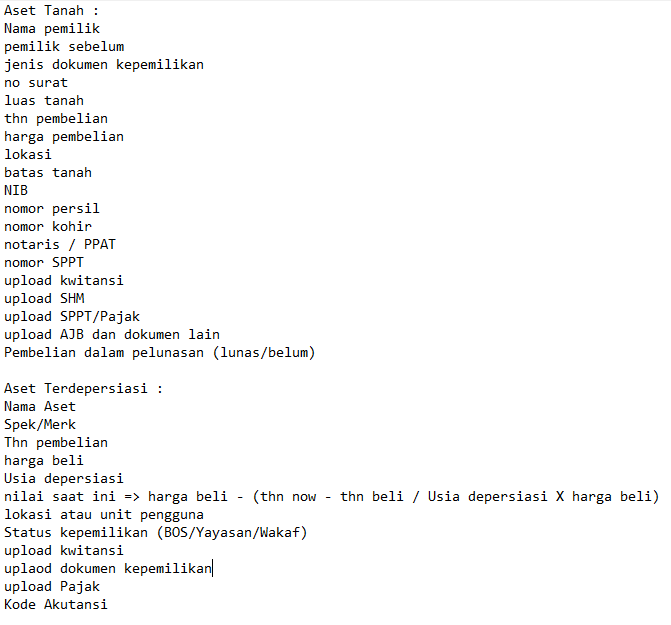 Aset Tanah :
Nama pemilik
pemilik sebelum
jenis dokumen kepemilikan
no surat
luas tanah
thn pembelian
harga pembelian
lokasi
batas tanah
NIB
nomor persil
nomor kohir
notaris / PPAT
nomor SPPT
upload kwitansi
upload SHM
upload SPPT/Pajak
upload AJB dan dokumen lain
Pembelian dalam pelunasan (lunas/belum)

Aset Terdepersiasi :
Nama Aset
Spek/Merk
Thn pembelian
harga beli
Usia depersiasi
nilai saat ini => harga beli - (thn now - thn beli / Usia depersiasi X harga beli)
lokasi atau unit pengguna
Status kepemilikan (BOS/Yayasan/Wakaf)
upload kwitansi
uplaod dokumen kepemilikan
upload Pajak
Kode Akutansi